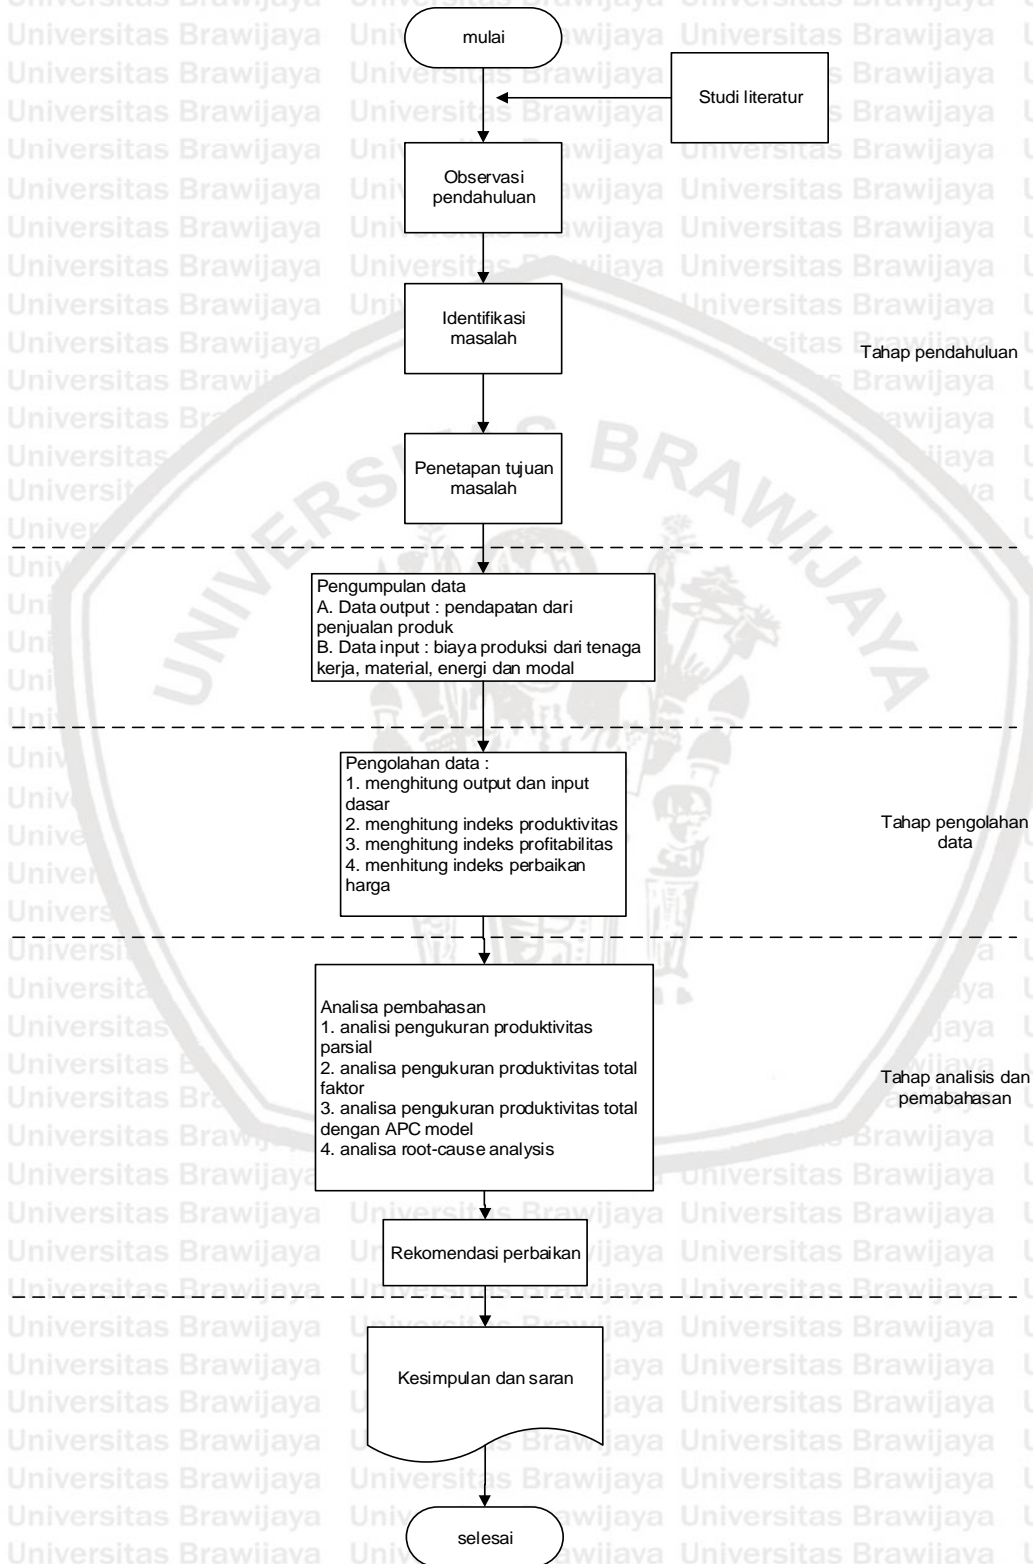 mulai
Studi literatur
Observasi
pendahuluan
Identifikasi
masalah
Tahap pendahuluan
Penetapan tujuan
masalah
Pengumpulan data
A. Data output : pendapatan dari
penjualan produk
B. Data input : biaya produksi dari tenaga
kerja, material, energi dan modal
Pengolahan data :
1. menghitung output dan input
dasar
2. menghitung indeks produktivitas
3. menghitung indeks profitabilitas
4. menhitung indeks perbaikan
harga
Tahap pengolahan
data
Analisa pembahasan
1. analisi pengukuran produktivitas
parsial
2. analisa pengukuran produktivitas total
faktor
3. analisa pengukuran produktivitas total
dengan APC model
4. analisa root-cause analysis
Tahap analisis dan
pemabahasan
Rekomendasi perbaikan
Kesimpulan dan saran
selesai
UNIVERSITAS BRAWIJAYA